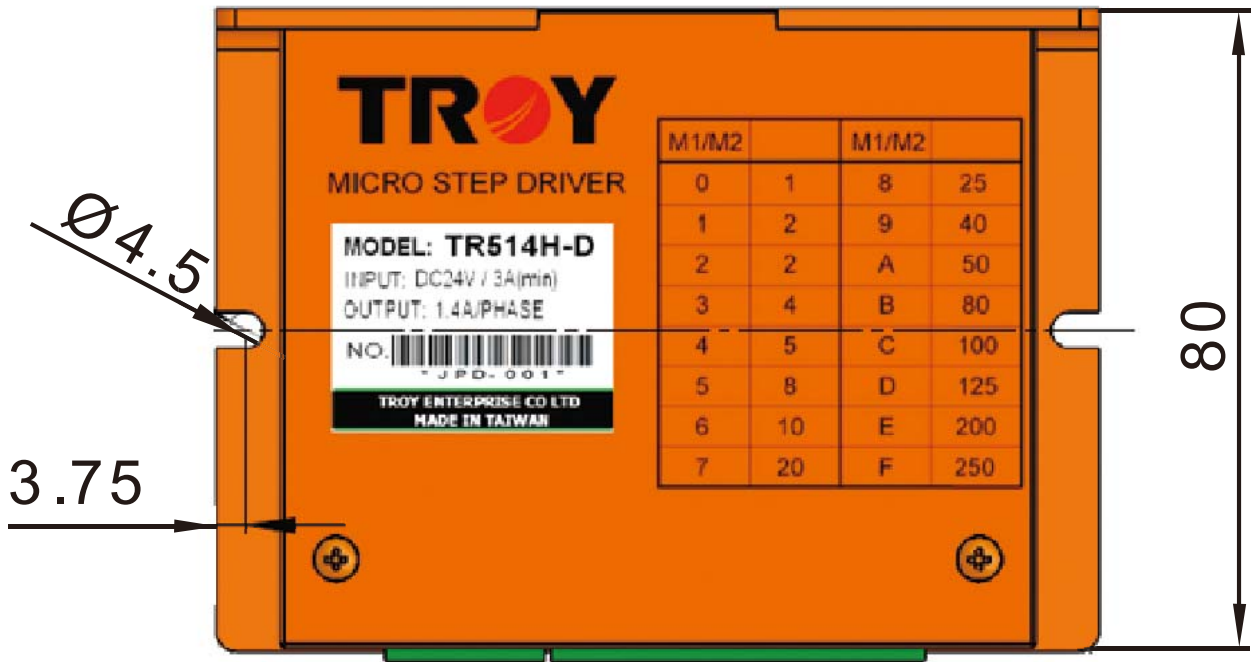 TROY
MICRO STEP DRIVER
MODEL: TR514H-D
INPUT: DC24V / 3A(min)
OUTPUT: 1.4A/PHASE
NO.
"JPD-001"
TROY ENTERPRISE CO LTD
MADE IN TAIWAN
M1/M2 M1/M2
0 1 8 25
1 2 9 40
2 2 A 50
3 4 B 80
4 5 C 100
5 8 D 125
6 10 E 200
7 20 F 250
Ø4.5
3.75
80